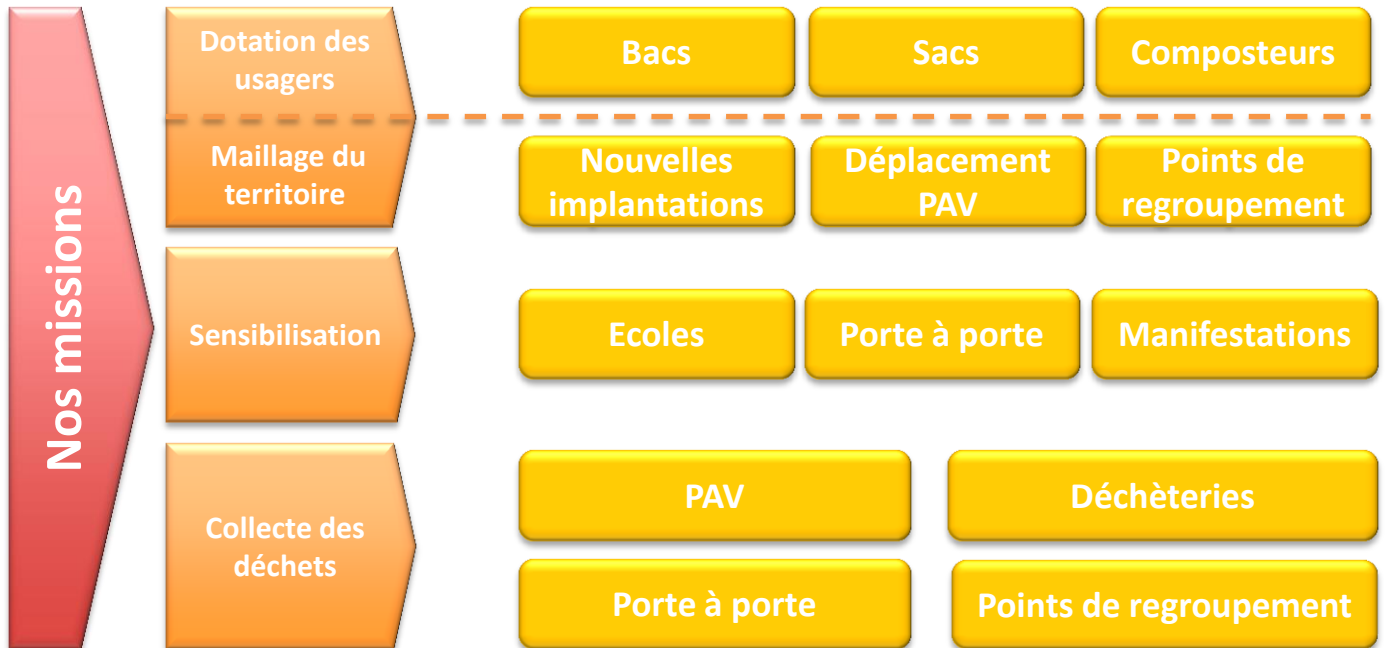 Nos missions
Dotation des
usagers
Bacs
Sacs
Composteurs
Maillage du
territoire
Nouvelles
implantations
Déplacement
PAV
Points de
regroupement
Sensibilisation
Ecoles
Porte à porte
Manifestations
Collecte des
déchets
PAV
Déchèteries
Porte à porte
Points de regroupement